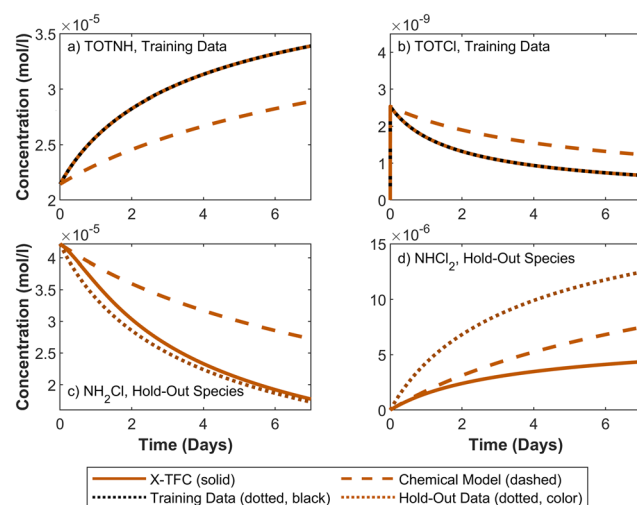 ×10⁻⁵
3.5
3
2.5
2
a) TOTNH, Training Data
Concentration (mol/l)
0 2 4 6
×10⁻⁹
4
3
2
1
0
b) TOTCl, Training Data
0 2 4 6
×10⁻⁵
4
3.5
3
2.5
2
c) NH₂Cl, Hold-Out Species
Concentration (mol/l)
0 2 4 6
Time (Days)
×10⁻⁶
15
10
5
0
d) NHCl₂, Hold-Out Species
0 2 4 6
Time (Days)
X-TFC (solid)
Chemical Model (dashed)
Training Data (dotted, black)
Hold-Out Data (dotted, color)